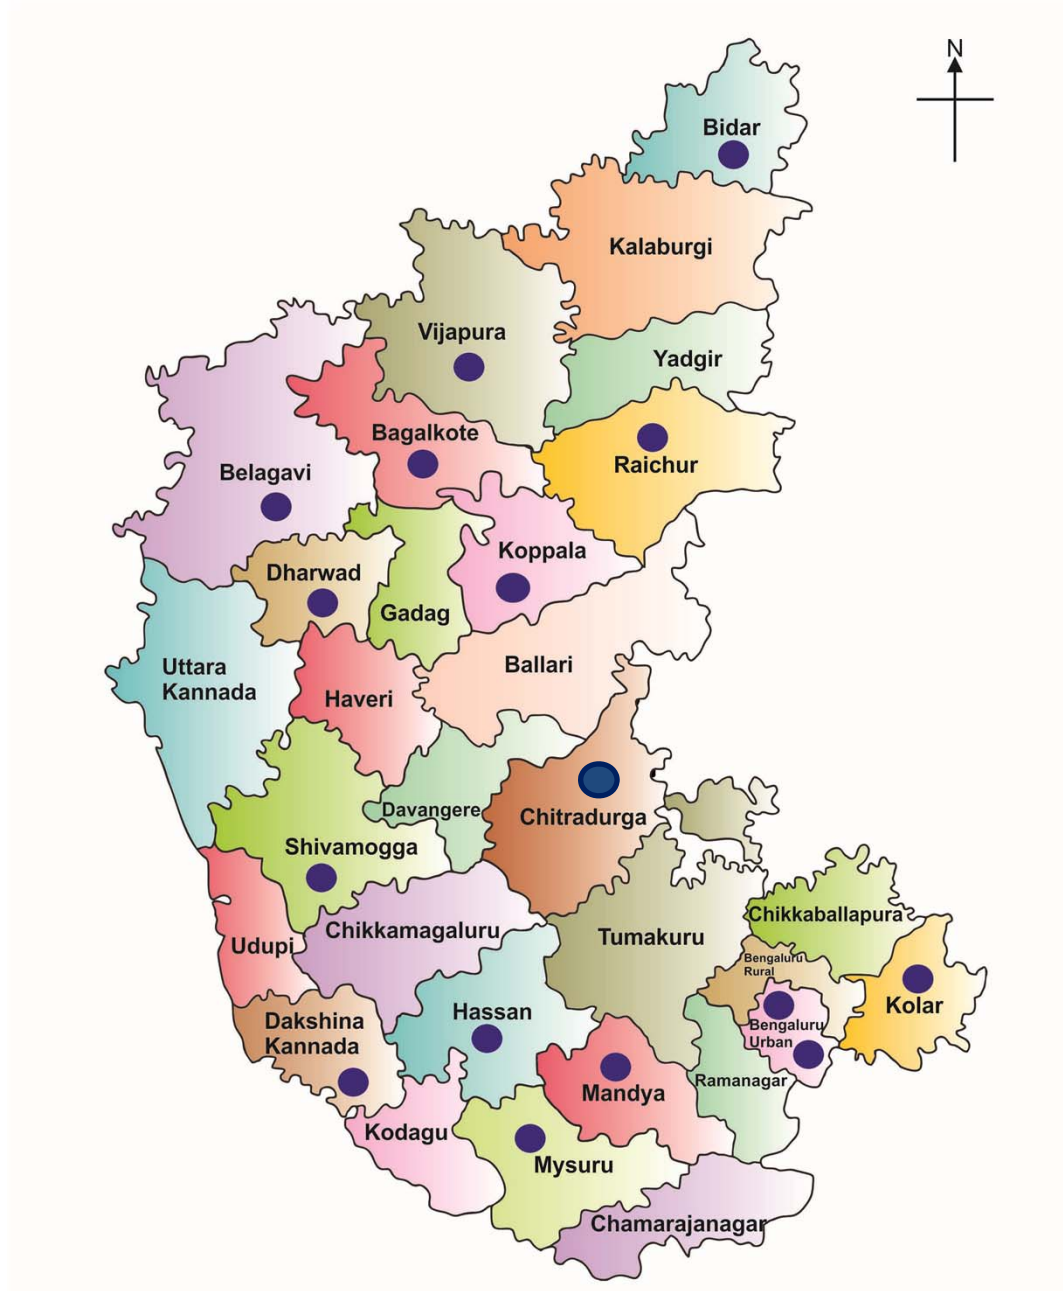 N
Bidar
Kalaburgi
Vijapura
Yadgir
Bagalkote
Raichur
Belagavi
Koppala
Dharwad
Gadag
Uttara
Kannada
Ballari
Haveri
Davangere
Chitradurga
Shivamogga
Chikkamagaluru
Udupi
Tumakuru
Chikkaballapura
Bengaluru
Rural
Kolar
Hassan
Dakshina
Kannada
Bengaluru
Urban
Mandya
Ramanagar
Kodagu
Mysuru
Chamarajanagar